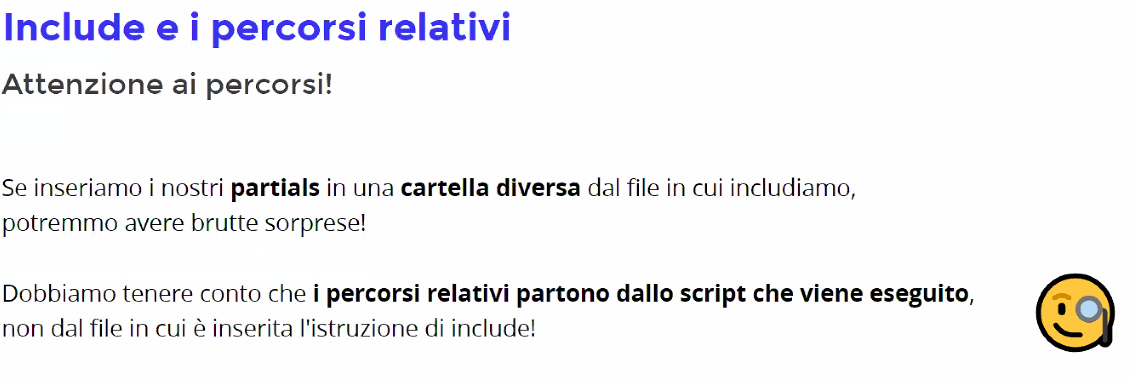 Include e i percorsi relativi
Attenzione ai percorsi!
Se inseriamo i nostri partials in una cartella diversa dal file in cui includiamo,
potremmo avere brutte sorprese!
Dobbiamo tenere conto che i percorsi relativi partono dallo script che viene eseguito,
non dal file in cui è inserita l'istruzione di include!